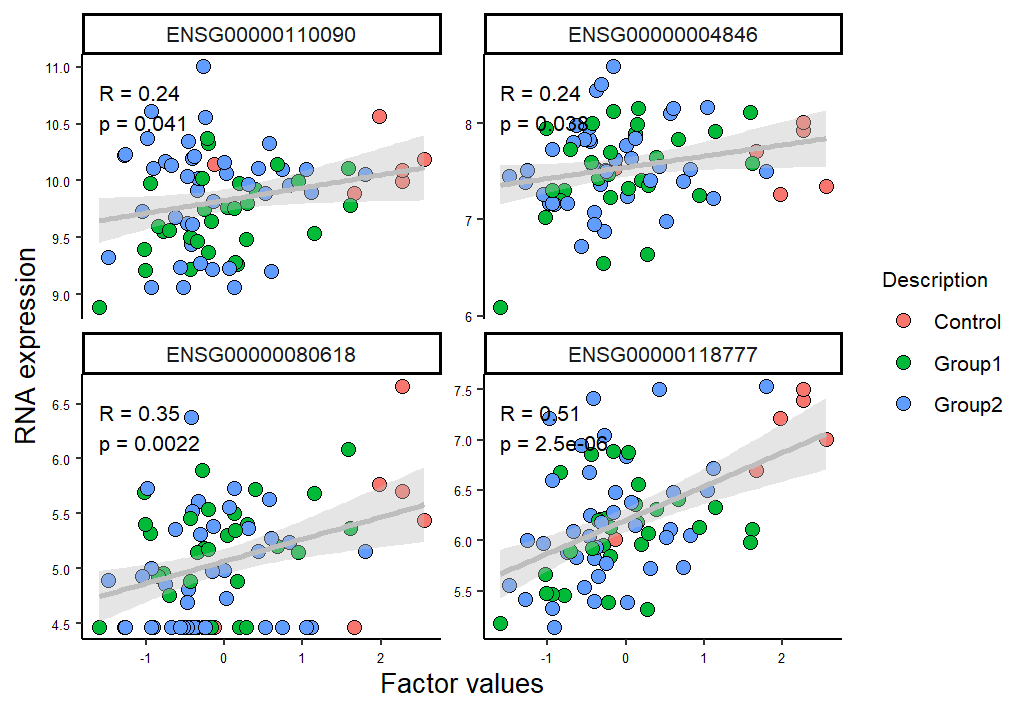 ENSG00000110090
ENSG00000004846
R = 0.24
p = 0.041
11.0
10.5
10.0
9.5
9.0
R = 0.24
p = 0.038
8
7
6
ENSG00000080618
ENSG00000118777
R = 0.35
p = 0.0022
6.5
6.0
5.5
5.0
4.5
R = 0.51
p = 2.5e-06
7.5
7.0
6.5
6.0
5.5
-1 0 1 2
-1 0 1 2
Factor values
RNA expression
Description
Control
Group1
Group2